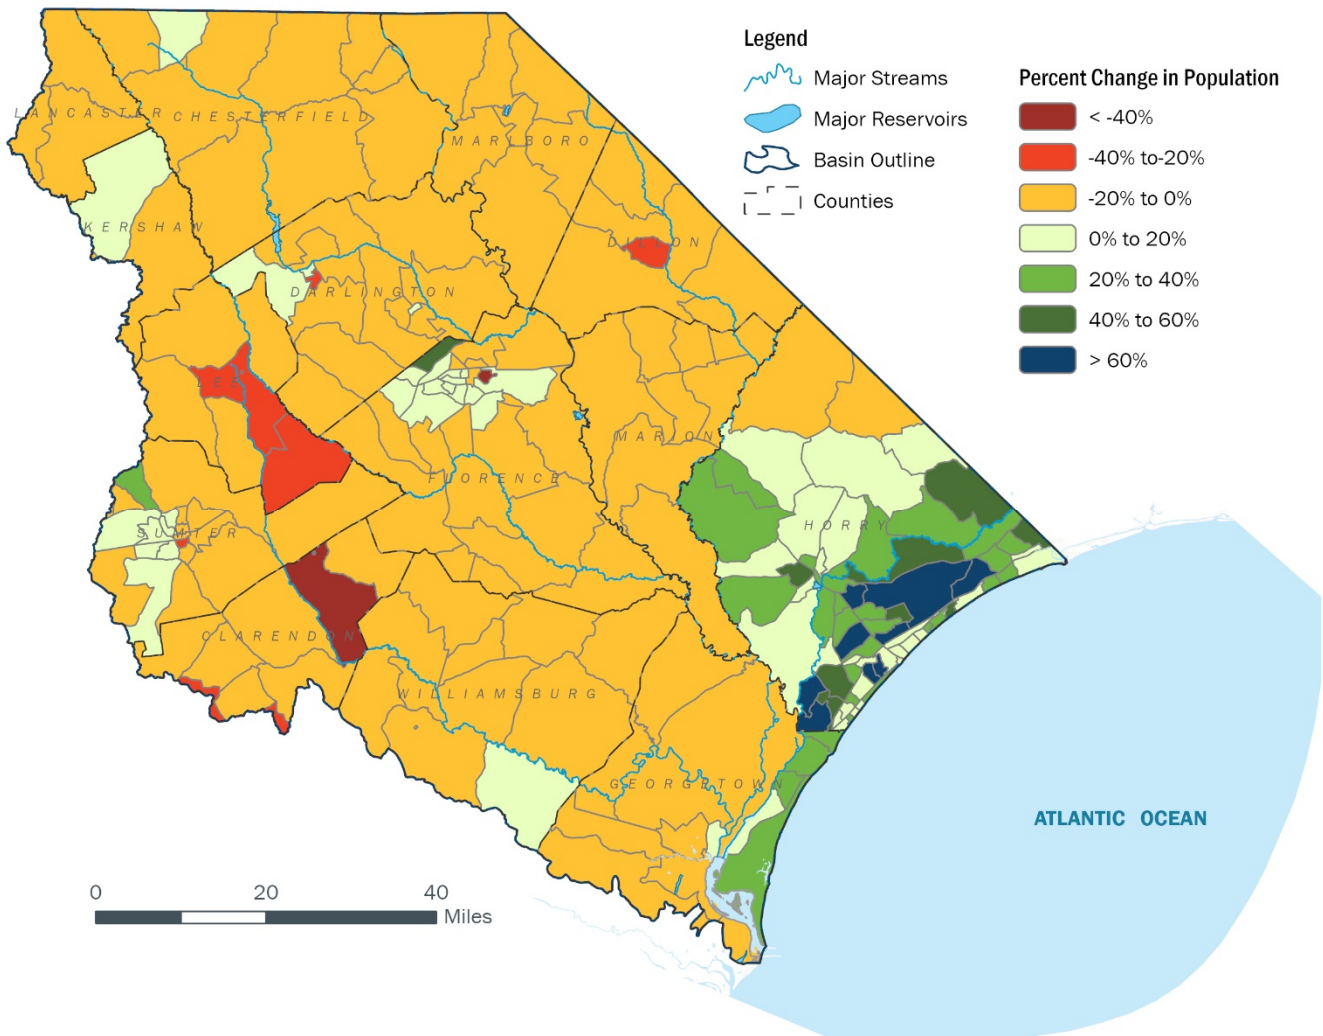 Legend
Major Streams
Major Reservoirs
Basin Outline
Counties
Percent Change in Population
< -40%
-40% to-20%
-20% to 0%
0% to 20%
20% to 40%
40% to 60%
> 60%
LANCASTER
CHESTERFIELD
MARLBORO
KERSHAW
DILLON
DARLINGTON
LEE
MARION
FLORENCE
SUMTER
HORRY
CLARENDON
WILLIAMSBURG
GEORGETOWN
ATLANTIC OCEAN
0 20 40
Miles